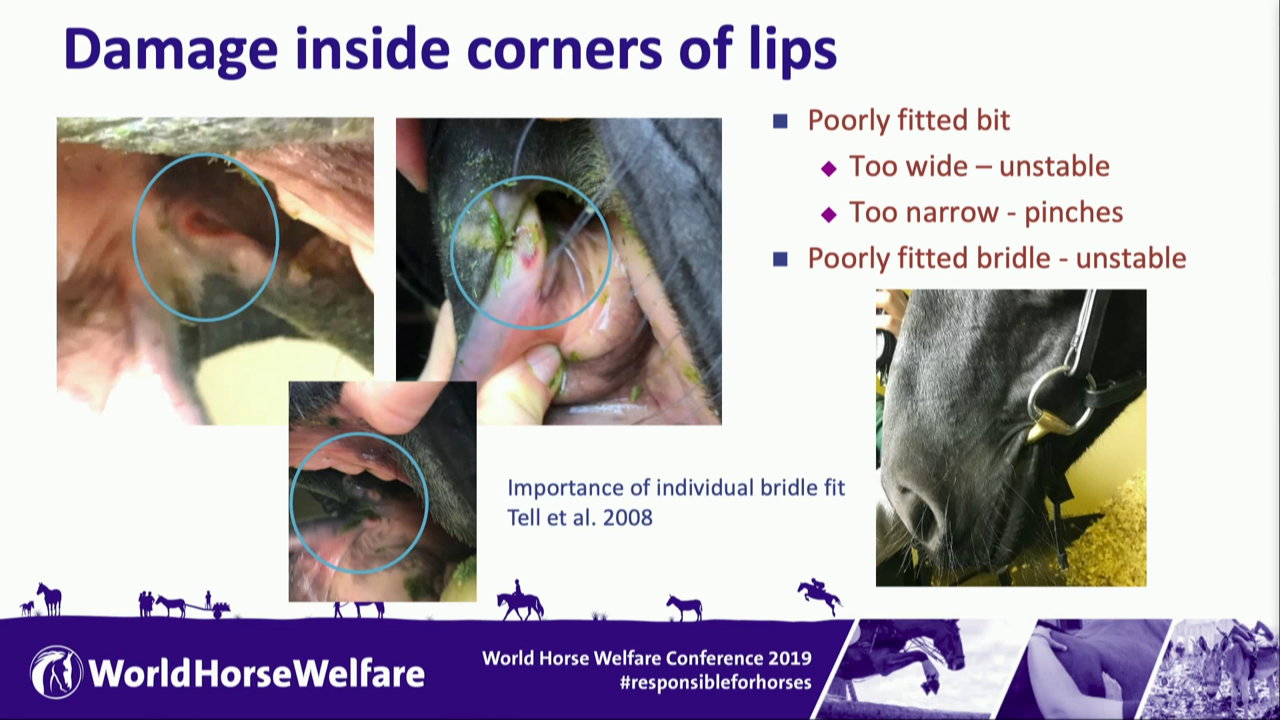 Damage inside corners of lips
■ Poorly fitted bit
◆ Too wide – unstable
◆ Too narrow - pinches
■ Poorly fitted bridle - unstable
Importance of individual bridle fit
Tell et al. 2008
WorldHorseWelfare
World Horse Welfare Conference 2019
#responsibleforhorses